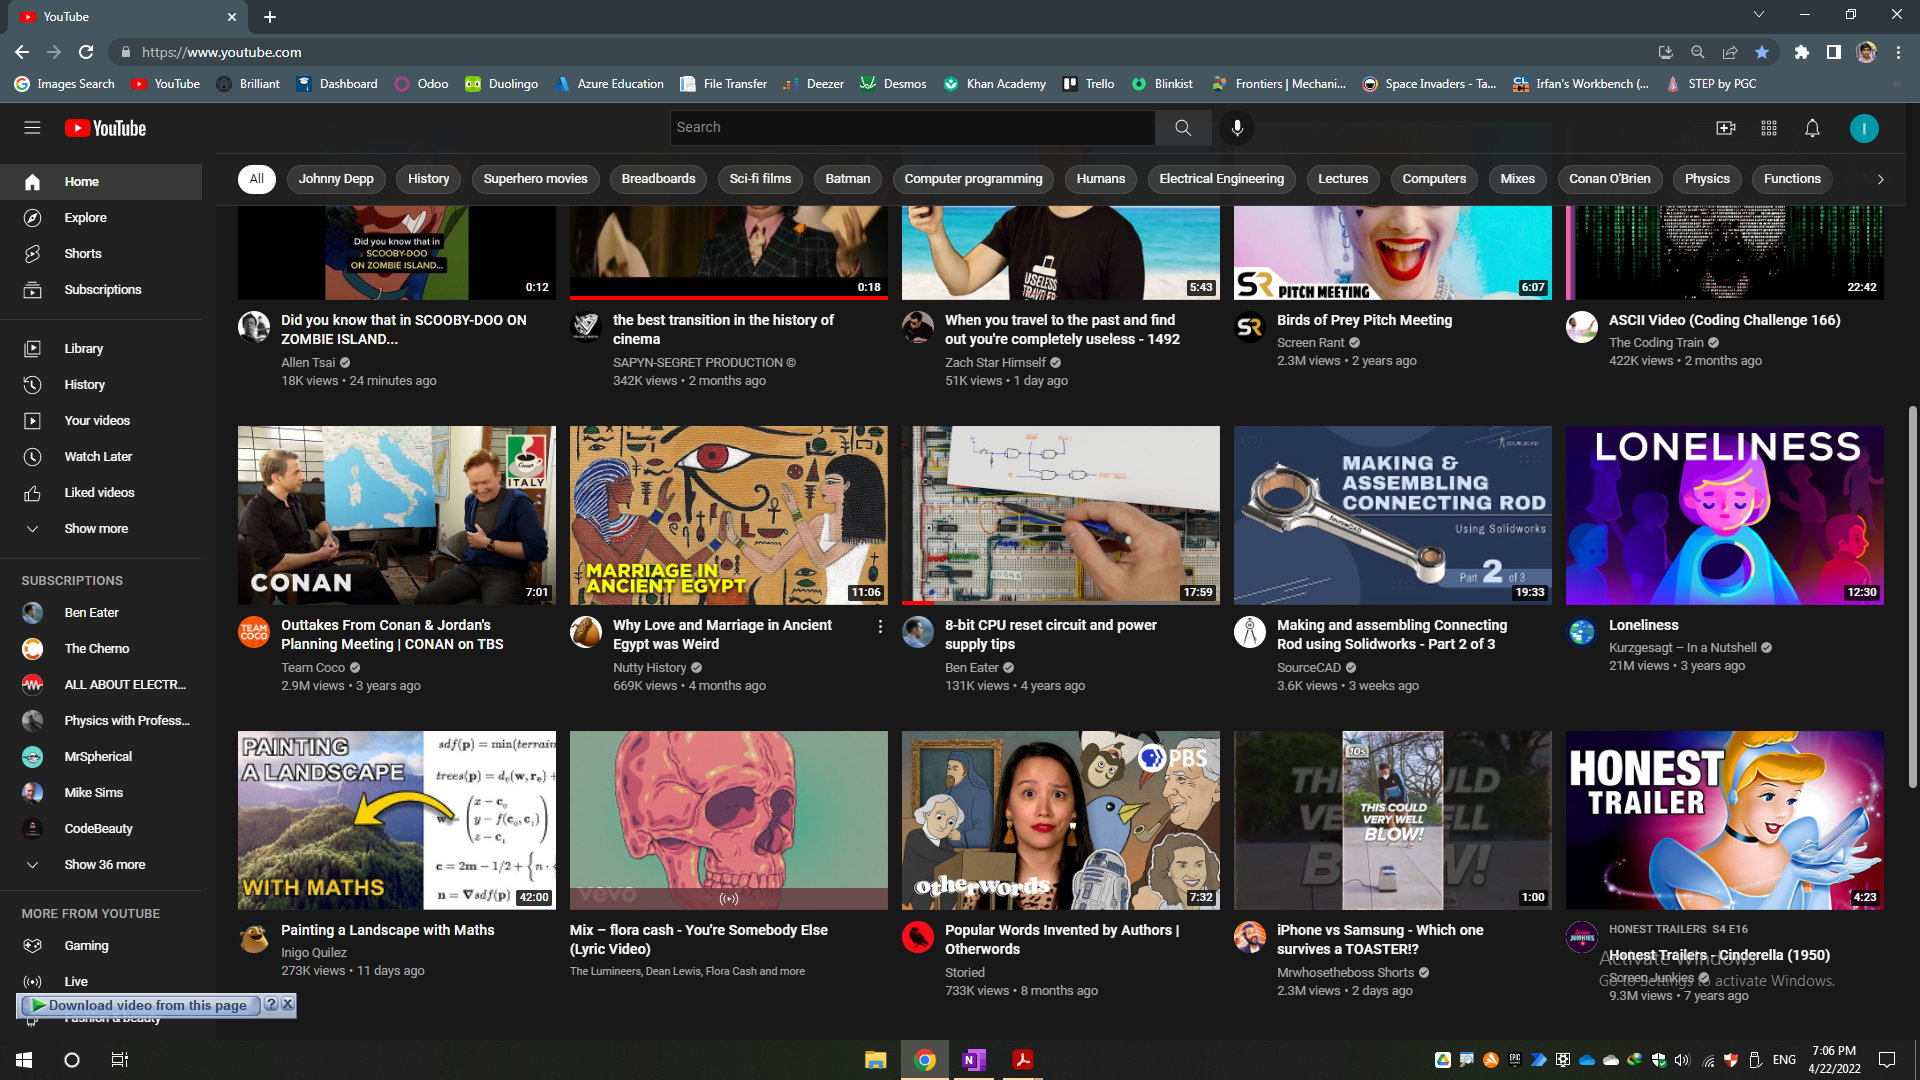 YouTube
https://www.youtube.com
Images Search
YouTube
Brilliant
Dashboard
Odoo
Duolingo
Azure Education
File Transfer
Deezer
Desmos
Khan Academy
Trello
Blinkist
Frontiers | Mechani...
Space Invaders - Ta...
Irfan's Workbench (...
STEP by PGC
YouTube
Search
I
All
Johnny Depp
History
Superhero movies
Breadboards
Sci-fi films
Batman
Computer programming
Humans
Electrical Engineering
Lectures
Computers
Mixes
Conan O'Brien
Physics
Functions
Home
Explore
Shorts
Subscriptions
Library
History
Your videos
Watch Later
Liked videos
Show more
SUBSCRIPTIONS
Ben Eater
The Cherno
ALL ABOUT ELECTR...
Physics with Profess...
MrSpherical
Mike Sims
CodeBeauty
Show 36 more
MORE FROM YOUTUBE
Gaming
Live
Fashion & beauty
Download video from this page
Did you know that in
SCOOBY-DOO
ON ZOMBIE ISLAND...
0:12
Did you know that in SCOOBY-DOO ON
ZOMBIE ISLAND...
Allen Tsai
18K views • 24 minutes ago
0:18
the best transition in the history of
cinema
SAPYN-SEGRET PRODUCTION ©
342K views • 2 months ago
USELESS
TRAVELER
5:43
When you travel to the past and find
out you're completely useless - 1492
Zach Star Himself
51K views • 1 day ago
SR PITCH MEETING
6:07
SR
Birds of Prey Pitch Meeting
Screen Rant
2.3M views • 2 years ago
22:42
ASCII Video (Coding Challenge 166)
The Coding Train
422K views • 2 months ago
Conan
ITALY
CONAN
7:01
TEAM
COCO
Outtakes From Conan & Jordan's
Planning Meeting | CONAN on TBS
Team Coco
2.9M views • 3 years ago
MARRIAGE IN
ANCIENT EGYPT
11:06
Why Love and Marriage in Ancient
Egypt was Weird
Nutty History
669K views • 4 months ago
17:59
8-bit CPU reset circuit and power
supply tips
Ben Eater
131K views • 4 years ago
SOURCECAD
MAKING &
ASSEMBLING
CONNECTING ROD
Using Solidworks
Part 2 of 3
19:33
Making and assembling Connecting
Rod using Solidworks - Part 2 of 3
SourceCAD
3.6K views • 3 weeks ago
LONELINESS
12:30
Loneliness
Kurzgesagt – In a Nutshell
21M views • 3 years ago
PAINTING
A LANDSCAPE
WITH MATHS
sdf(p) = min(terrain
42:00
Painting a Landscape with Maths
Inigo Quilez
273K views • 11 days ago
vevo
Mix – flora cash - You're Somebody Else
(Lyric Video)
The Lumineers, Dean Lewis, Flora Cash and more
PBS
otherwords
7:32
Popular Words Invented by Authors |
Otherwords
Storied
733K views • 8 months ago
10s
THIS COULD
VERY WELL
BLOW!
1:00
iPhone vs Samsung - Which one
survives a TOASTER!?
Mrwhosetheboss Shorts
2.3M views • 2 days ago
HONEST
TRAILER
4:23
HONEST TRAILERS S4 E16
Honest Trailers - Cinderella (1950)
Screen Junkies
9.3M views • 7 years ago
Activate Windows
Go to Settings to activate Windows.
ENG
7:06 PM
4/22/2022